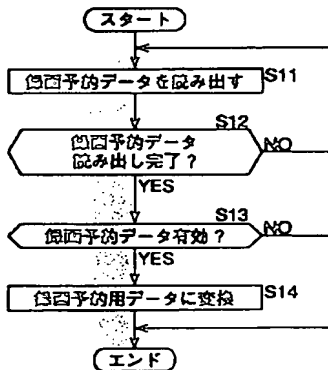 スタート
録画予約データを読み出す S11
S12
録画予約データ
読み出し完了？ NO
YES
S13
録画予約データ有効？ NO
YES
録画予約用データに変換 S14
エンド